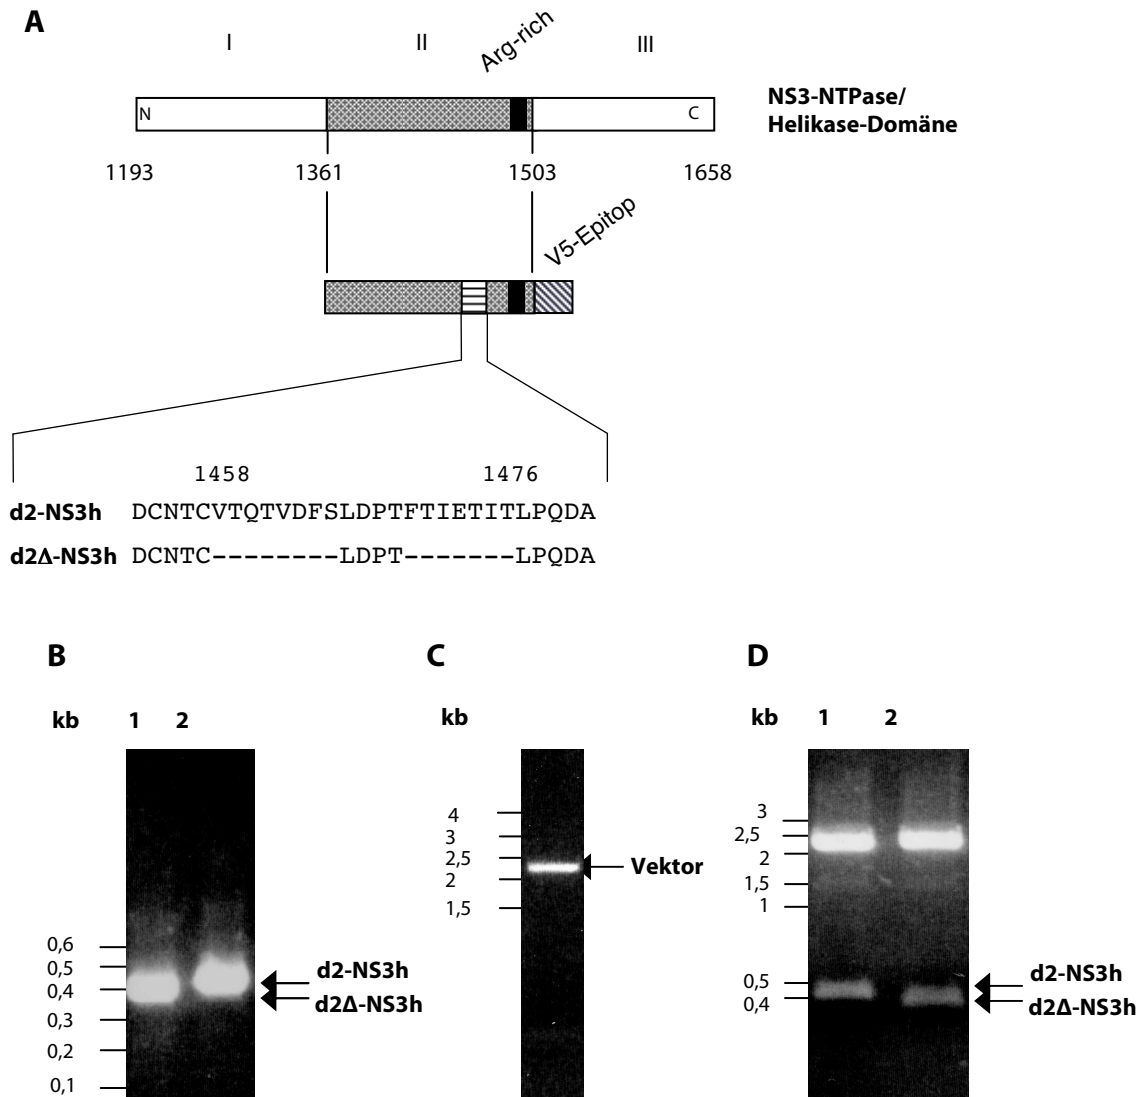 A
I II Arg-rich III
N C
NS3-NTPase/
Helikase-Domäne
1193 1361 1503 1658
V5-Epitop
1458 1476
d2-NS3h DCNTCVTQTVDFSLDPTFTIETITLPQDA
d2Δ-NS3h DCNTC--------LDPT-------LPQDA
B
kb 1 2
0,6
0,5
0,4
0,3
0,2
0,1
d2-NS3h
d2Δ-NS3h
C
kb
4
3
2,5
2
1,5
Vektor
D
kb 1 2
3
2,5
2
1,5
1
0,5
0,4
d2-NS3h
d2Δ-NS3h